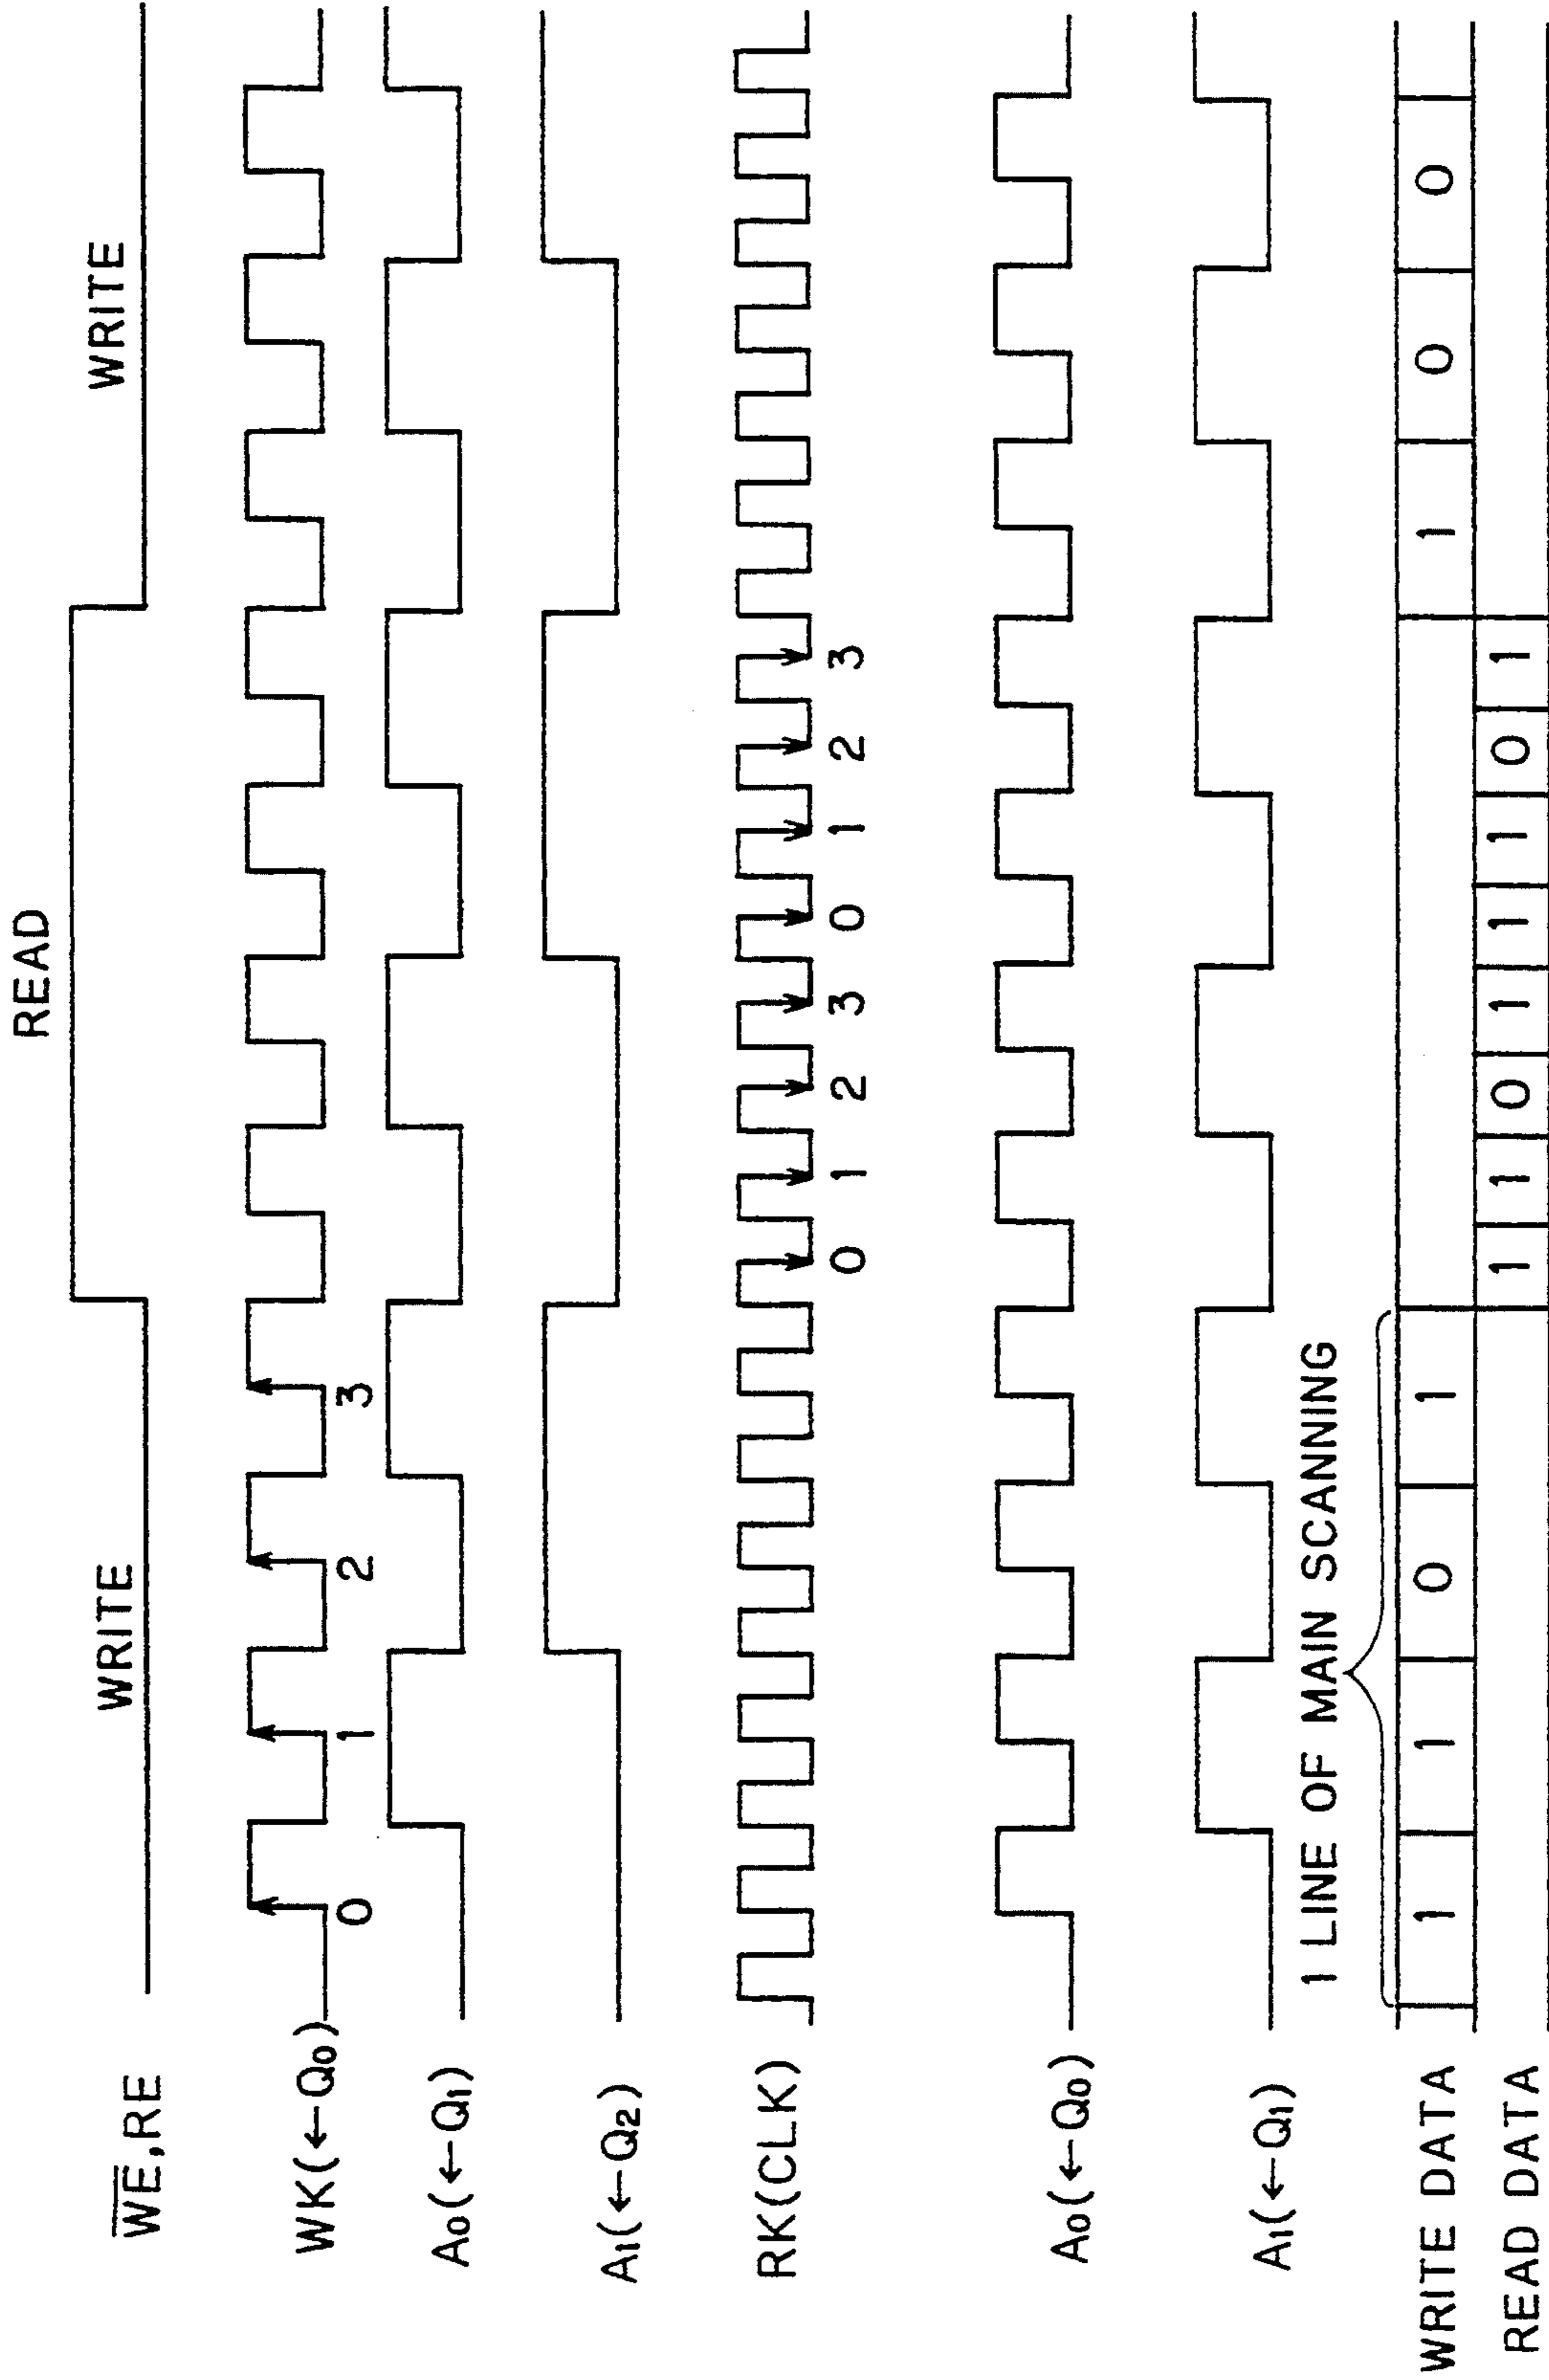 WRITE READ WRITE
W̅E̅,RE
WK(←Q₀)
0 1 2 3
A₀(←Q₁)
A₁(←Q₂)
RK(CLK)
0 1 2 3 0 1 2 3
A₀(←Q₀)
A₁(←Q₁)
1 LINE OF MAIN SCANNING
WRITE DATA 1 1 0 1 1 0 0
READ DATA 1 1 0 1 1 1 0 1